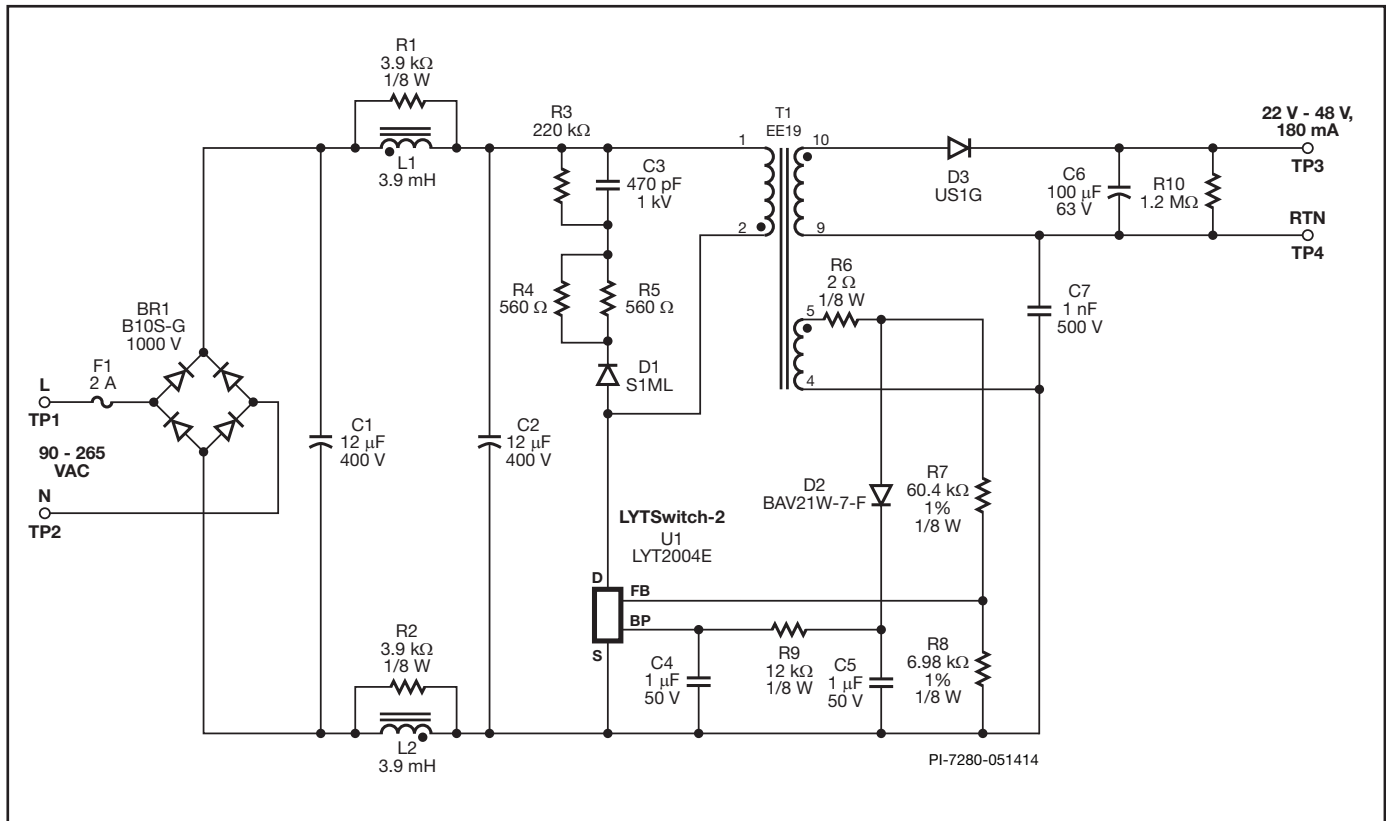 R1
3.9 kΩ
1/8 W
L1
3.9 mH
R3
220 kΩ
C3
470 pF
1 kV
T1
EE19
1
2
10
9
5
4
D3
US1G
C6
100 µF
63 V
R10
1.2 MΩ
22 V - 48 V,
180 mA
TP3
RTN
TP4
R4
560 Ω
R5
560 Ω
R6
2 Ω
1/8 W
C7
1 nF
500 V
BR1
B10S-G
1000 V
F1
2 A
L
TP1
90 - 265
VAC
N
TP2
D1
S1ML
C1
12 µF
400 V
C2
12 µF
400 V
D2
BAV21W-7-F
R7
60.4 kΩ
1%
1/8 W
LYTSwitch-2
U1
LYT2004E
D
FB
BP
S
R2
3.9 kΩ
1/8 W
L2
3.9 mH
C4
1 µF
50 V
R9
12 kΩ
1/8 W
C5
1 µF
50 V
R8
6.98 kΩ
1%
1/8 W
PI-7280-051414